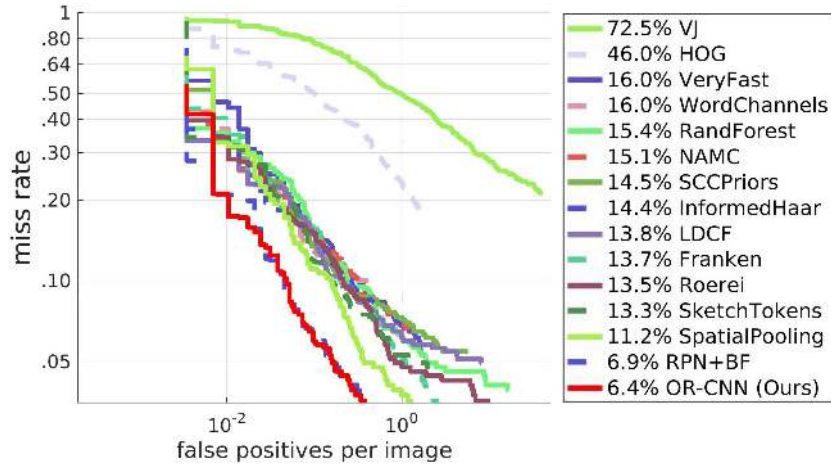 1
.80
.64
.50
.40
.30
.20
.10
.05
miss rate
10^-2
10^0
false positives per image
72.5% VJ
46.0% HOG
16.0% VeryFast
16.0% WordChannels
15.4% RandForest
15.1% NAMC
14.5% SCCPriors
14.4% InformedHaar
13.8% LDCF
13.7% Franken
13.5% Roerei
13.3% SketchTokens
11.2% SpatialPooling
6.9% RPN+BF
6.4% OR-CNN (Ours)